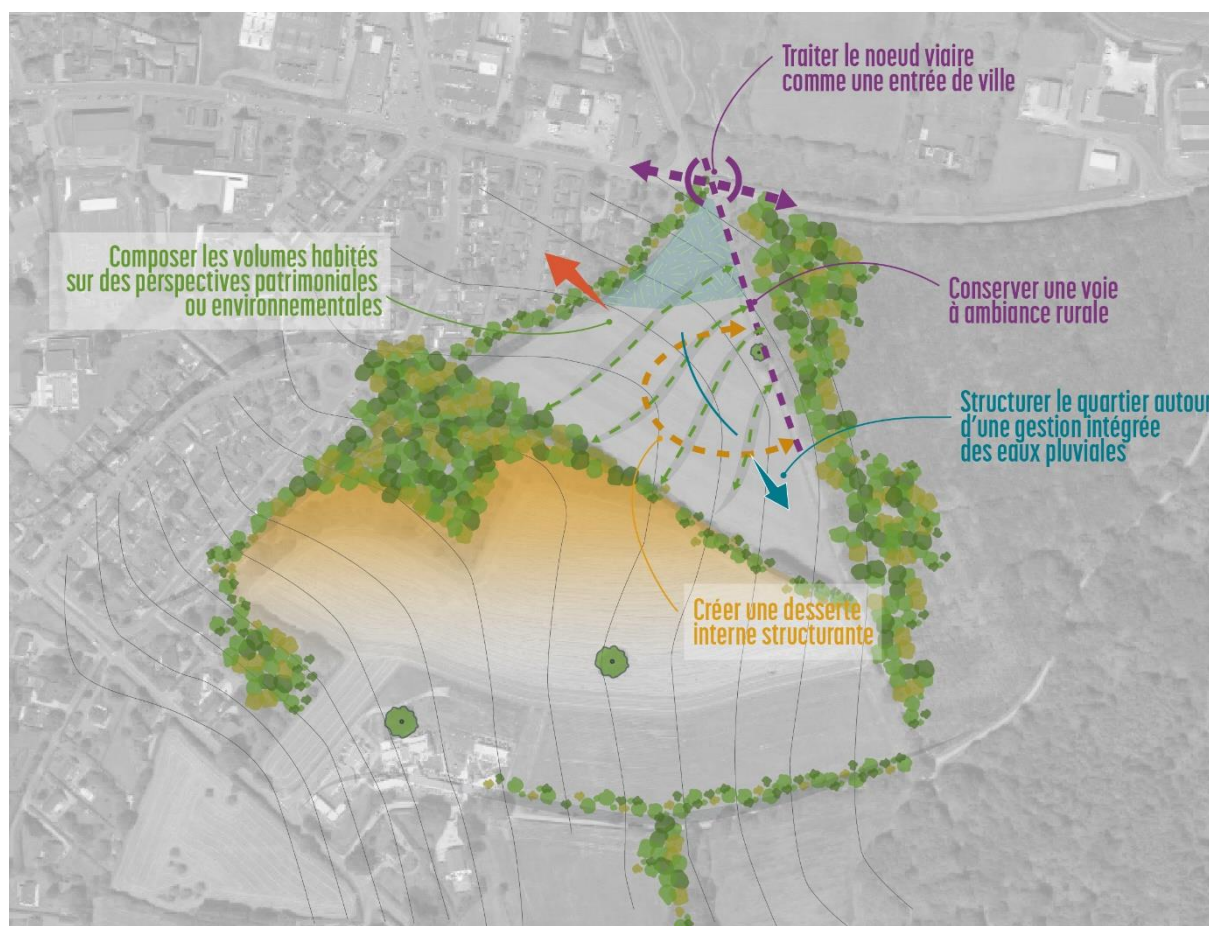 Traiter le noeud viaire
comme une entrée de ville
Composer les volumes habités
sur des perspectives patrimoniales
ou environnementales
Conserver une voie
à ambiance rurale
Structurer le quartier autour
d'une gestion intégrée
des eaux pluviales
Créer une desserte
interne structurante